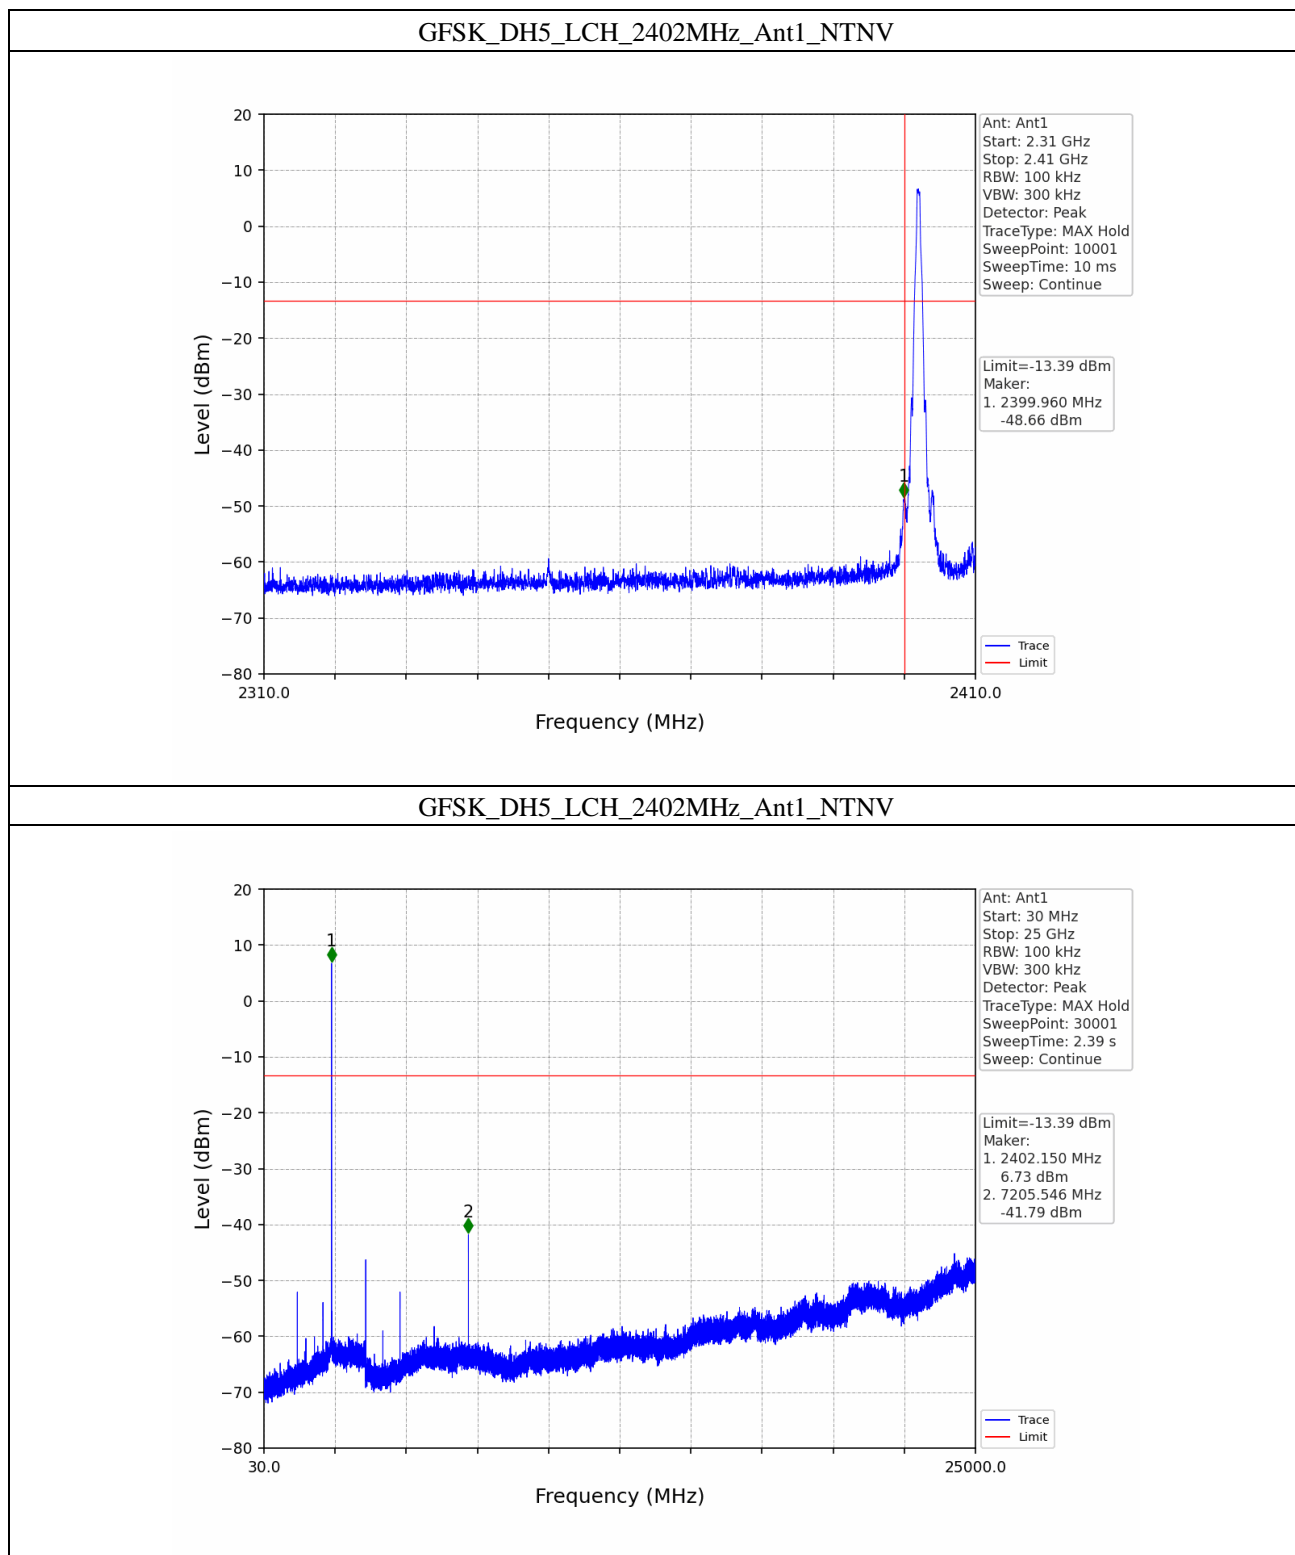 GFSK_DH5_LCH_2402MHz_Ant1_NTNV
20
10
0
−10
−20
−30
−40
−50
−60
−70
−80
Level (dBm)
2310.0
2410.0
Frequency (MHz)
1
Ant: Ant1
Start: 2.31 GHz
Stop: 2.41 GHz
RBW: 100 kHz
VBW: 300 kHz
Detector: Peak
TraceType: MAX Hold
SweepPoint: 10001
SweepTime: 10 ms
Sweep: Continue
Limit=-13.39 dBm
Maker:
1. 2399.960 MHz
-48.66 dBm
Trace
Limit
GFSK_DH5_LCH_2402MHz_Ant1_NTNV
20
10
0
−10
−20
−30
−40
−50
−60
−70
−80
Level (dBm)
30.0
25000.0
Frequency (MHz)
1
2
Ant: Ant1
Start: 30 MHz
Stop: 25 GHz
RBW: 100 kHz
VBW: 300 kHz
Detector: Peak
TraceType: MAX Hold
SweepPoint: 30001
SweepTime: 2.39 s
Sweep: Continue
Limit=-13.39 dBm
Maker:
1. 2402.150 MHz
6.73 dBm
2. 7205.546 MHz
-41.79 dBm
Trace
Limit